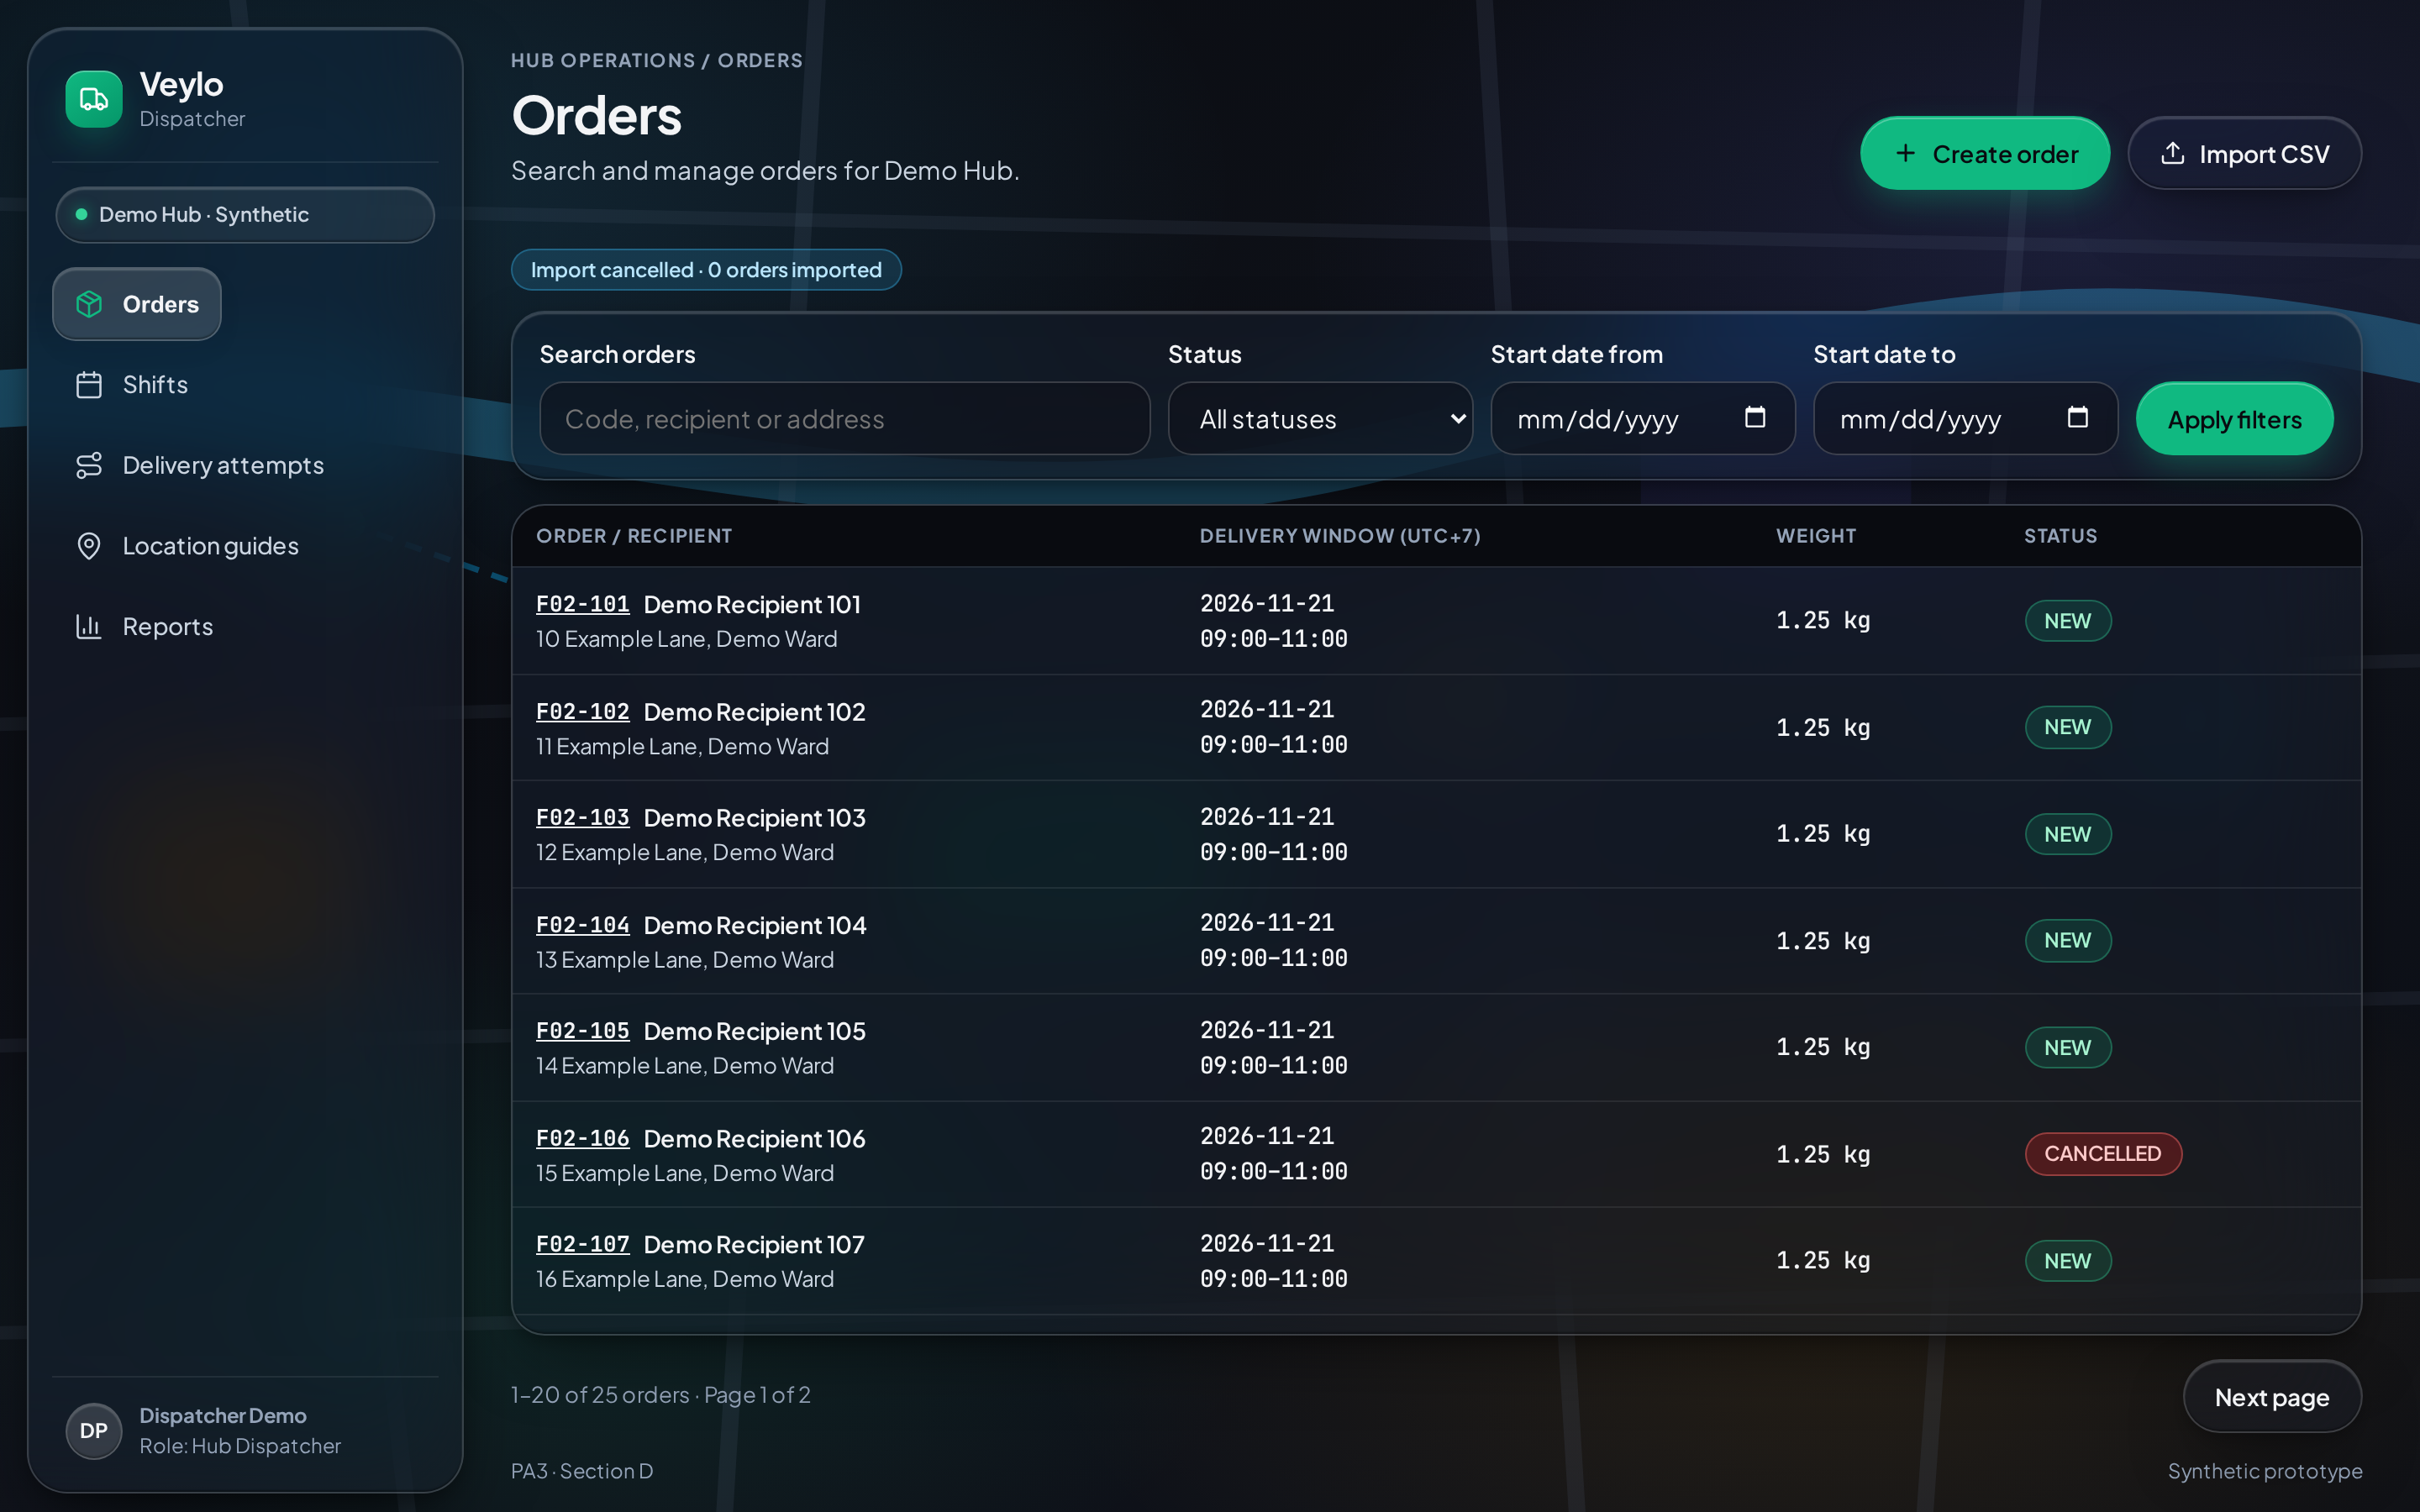 Veylo
Dispatcher
Demo Hub · Synthetic
Orders
Shifts
Delivery attempts
Location guides
Reports
DP
Dispatcher Demo
Role: Hub Dispatcher
HUB OPERATIONS / ORDERS
Orders
Search and manage orders for Demo Hub.
Create order
Import CSV
Import cancelled · 0 orders imported
Search orders
Status
Start date from
Start date to
Code, recipient or address
All statuses
mm/dd/yyyy
mm/dd/yyyy
Apply filters
ORDER / RECIPIENT
DELIVERY WINDOW (UTC+7)
WEIGHT
STATUS
F02-101 Demo Recipient 101
10 Example Lane, Demo Ward
2026-11-21
09:00–11:00
1.25 kg
NEW
F02-102 Demo Recipient 102
11 Example Lane, Demo Ward
2026-11-21
09:00–11:00
1.25 kg
NEW
F02-103 Demo Recipient 103
12 Example Lane, Demo Ward
2026-11-21
09:00–11:00
1.25 kg
NEW
F02-104 Demo Recipient 104
13 Example Lane, Demo Ward
2026-11-21
09:00–11:00
1.25 kg
NEW
F02-105 Demo Recipient 105
14 Example Lane, Demo Ward
2026-11-21
09:00–11:00
1.25 kg
NEW
F02-106 Demo Recipient 106
15 Example Lane, Demo Ward
2026-11-21
09:00–11:00
1.25 kg
CANCELLED
F02-107 Demo Recipient 107
16 Example Lane, Demo Ward
2026-11-21
09:00–11:00
1.25 kg
NEW
1–20 of 25 orders · Page 1 of 2
Next page
PA3 · Section D
Synthetic prototype